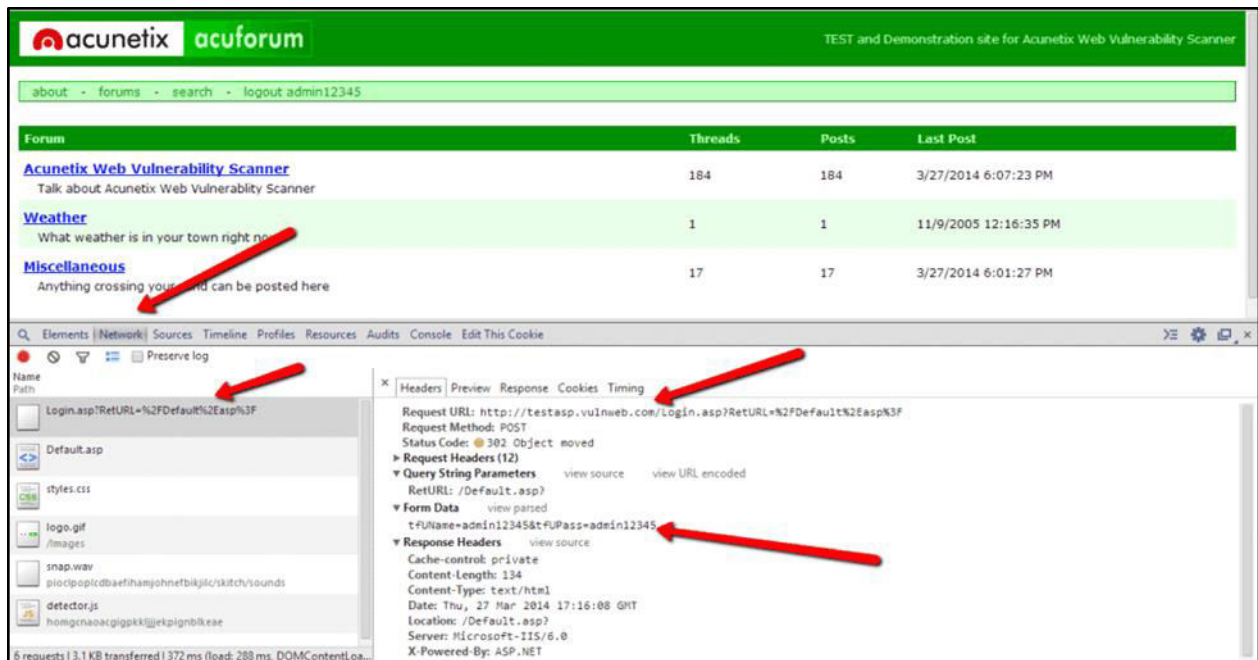 acunetix acuforum
TEST and Demonstration site for Acunetix Web Vulnerability Scanner
about - forums - search - logout admin12345
Forum Threads Posts Last Post
Acunetix Web Vulnerability Scanner 184 184 3/27/2014 6:07:23 PM
Talk about Acunetix Web Vulnerablity Scanner
Weather 1 1 11/9/2005 12:16:35 PM
What weather is in your town right
Miscellaneous 17 17 3/27/2014 6:01:27 PM
Anything crossing your can be posted here
Elements Network Sources Timeline Profiles Resources Audits Console Edit This Cookie
Preserve log
Name
Path
Login.asp?RetURL=%2FDefault%2Easp%3F
Default.asp
styles.css
logo.gif
/Images
snap.wav
detector.js
6 requests | 3.1 KB transferred | 372 ms (load: 288 ms, DOMContentLoa...
× Headers Preview Response Cookies Timing
Request URL: http://testasp.vulnweb.com/Login.asp?RetURL=%2FDefault%2Easp%3F
Request Method: POST
Status Code: 302 Object moved
Request Headers (12)
Query String Parameters view source view URL encoded
RetURL: /Default.asp?
Form Data view parsed
tfUName=admin12345&tfUPass=admin12345
Response Headers view source
Cache-control: private
Content-Length: 134
Content-Type: text/html
Date: Thu, 27 Mar 2014 17:16:08 GMT
Location: /Default.asp?
Server: Microsoft-IIS/6.0
X-Powered-By: ASP.NET